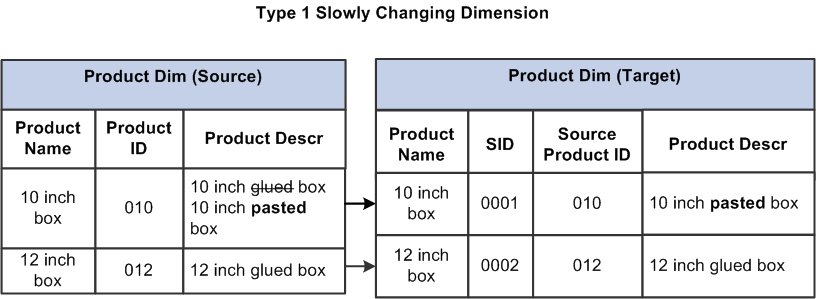 Type 1 Slowly Changing Dimension
Product Dim (Source)
Product
Name
Product
ID
Product Descr
10 inch
box
010
10 inch glued box
10 inch pasted
box
12 inch
box
012
12 inch glued box
Product Dim (Target)
Product
Name
SID
Source
Product ID
Product Descr
10 inch
box
0001
010
10 inch pasted box
12 inch
box
0002
012
12 inch glued box